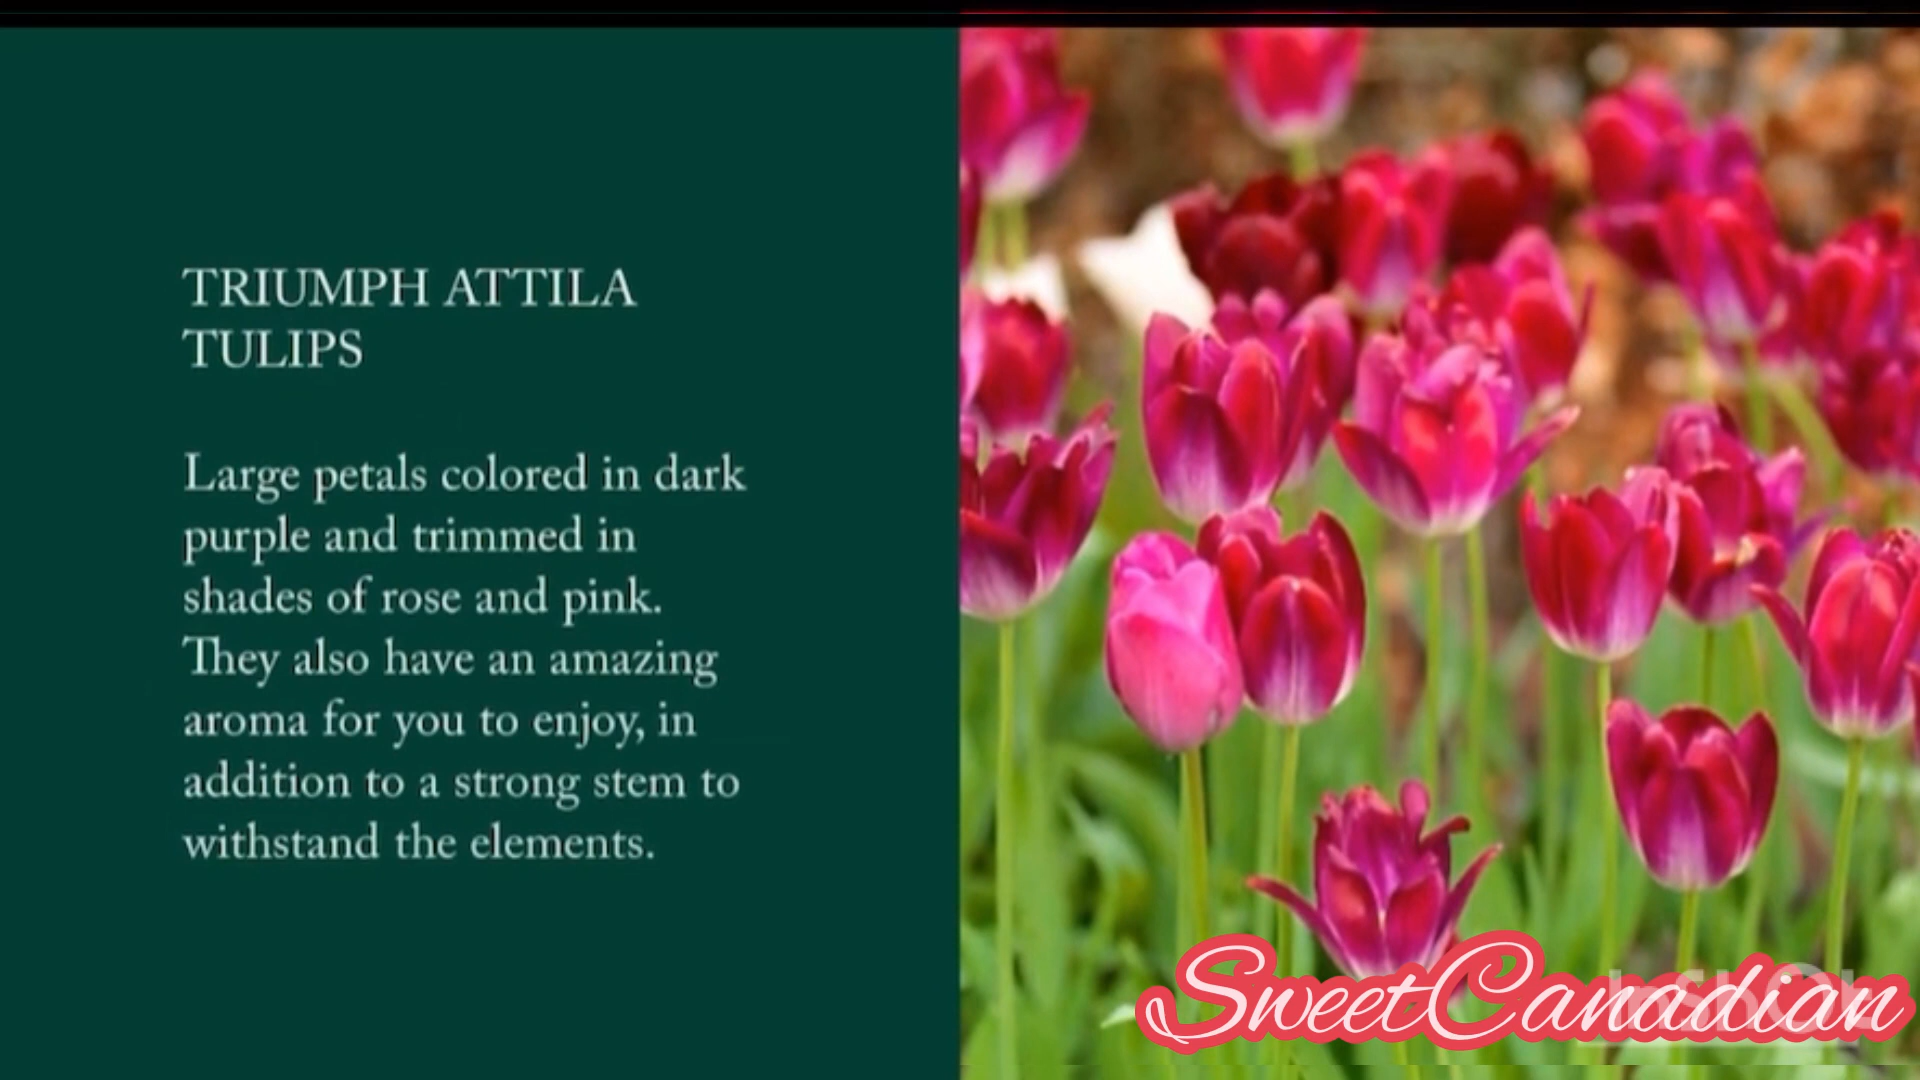 TRIUMPH ATTILA
TULIPS
Large petals colored in dark
purple and trimmed in
shades of rose and pink.
They also have an amazing
aroma for you to enjoy, in
addition to a strong stem to
withstand the elements.
SweetCanadian
InShot